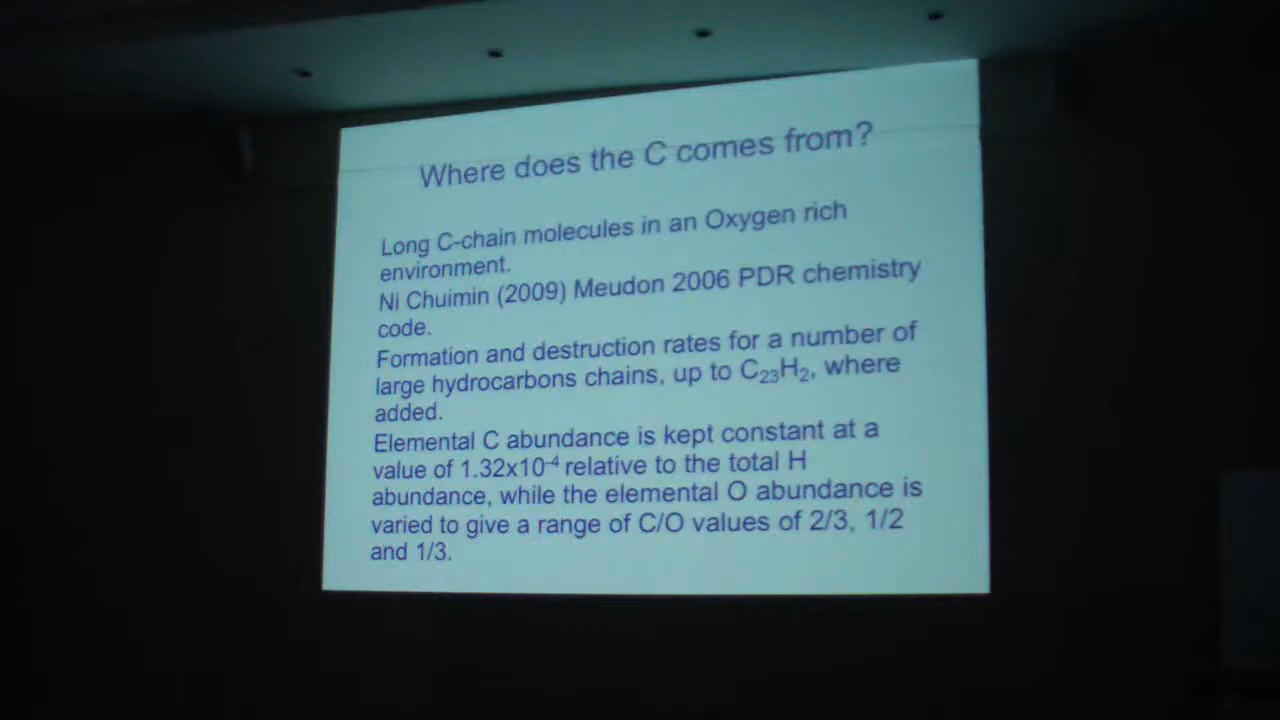 Where does the C comes from?
Long C-chain molecules in an Oxygen rich
environment.
Ni Chuimin (2009) Meudon 2006 PDR chemistry
code.
Formation and destruction rates for a number of
large hydrocarbons chains, up to C₂₃H₂, where
added.
Elemental C abundance is kept constant at a
value of 1.32x10⁻⁴ relative to the total H
abundance, while the elemental O abundance is
varied to give a range of C/O values of 2/3, 1/2
and 1/3.